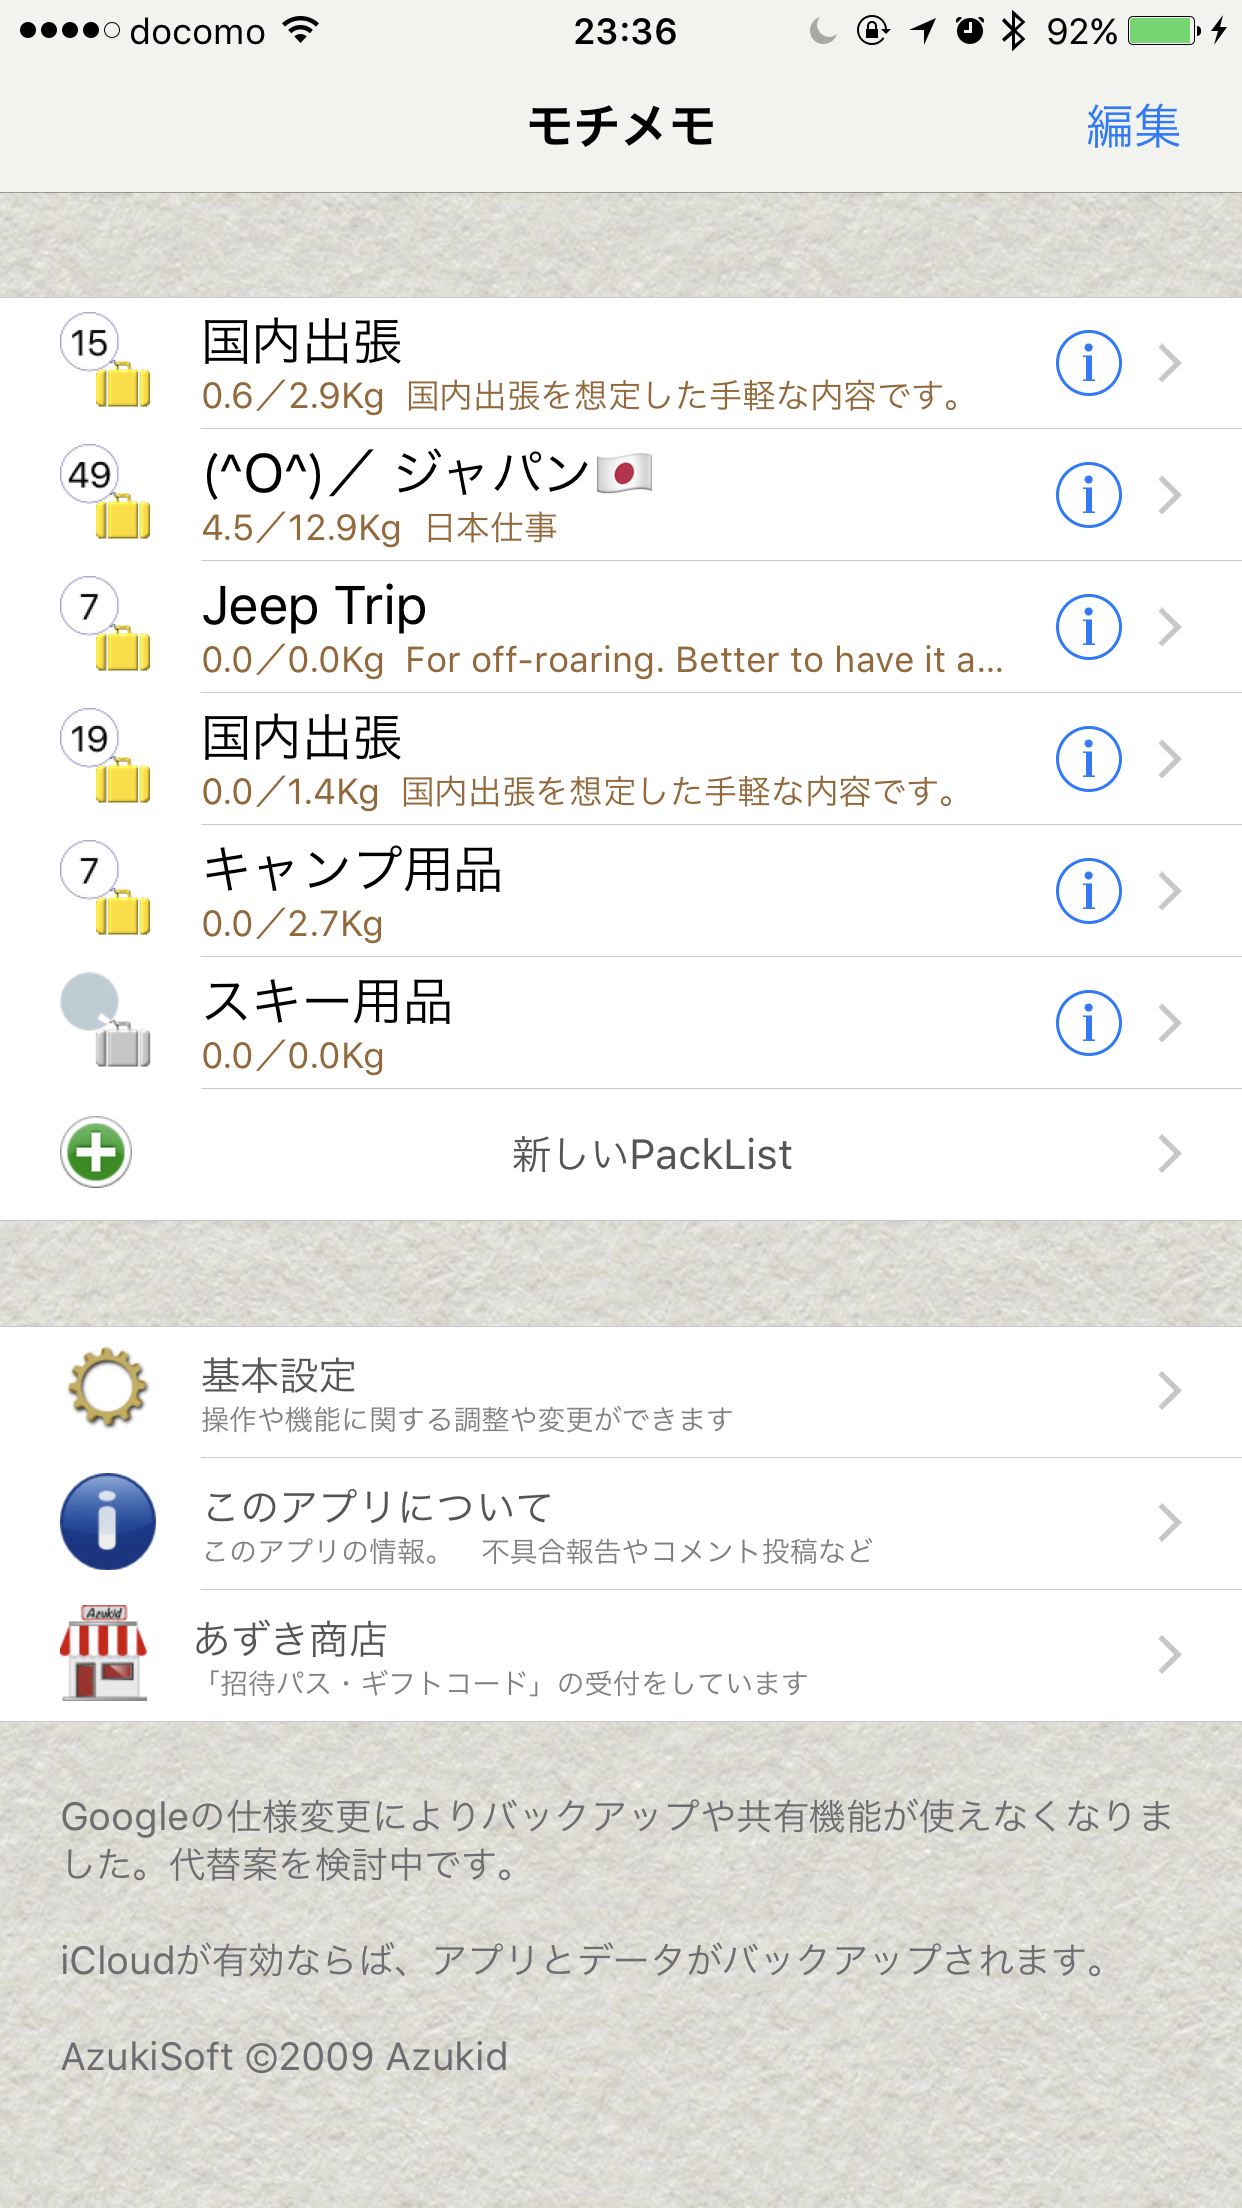 docomo 23:36 92%
モチメモ 編集
15 国内出張
0.6／2.9Kg 国内出張を想定した手軽な内容です。
49 (^O^)／ ジャパン🇯🇵
4.5／12.9Kg 日本仕事
7 Jeep Trip
0.0／0.0Kg For off-roaring. Better to have it a...
19 国内出張
0.0／1.4Kg 国内出張を想定した手軽な内容です。
7 キャンプ用品
0.0／2.7Kg
スキー用品
0.0／0.0Kg
新しいPackList
基本設定
操作や機能に関する調整や変更ができます
このアプリについて
このアプリの情報。　不具合報告やコメント投稿など
Azukid
あずき商店
「招待パス・ギフトコード」の受付をしています
Googleの仕様変更によりバックアップや共有機能が使えなくなりま
した。代替案を検討中です。
iCloudが有効ならば、アプリとデータがバックアップされます。
AzukiSoft ©2009 Azukid